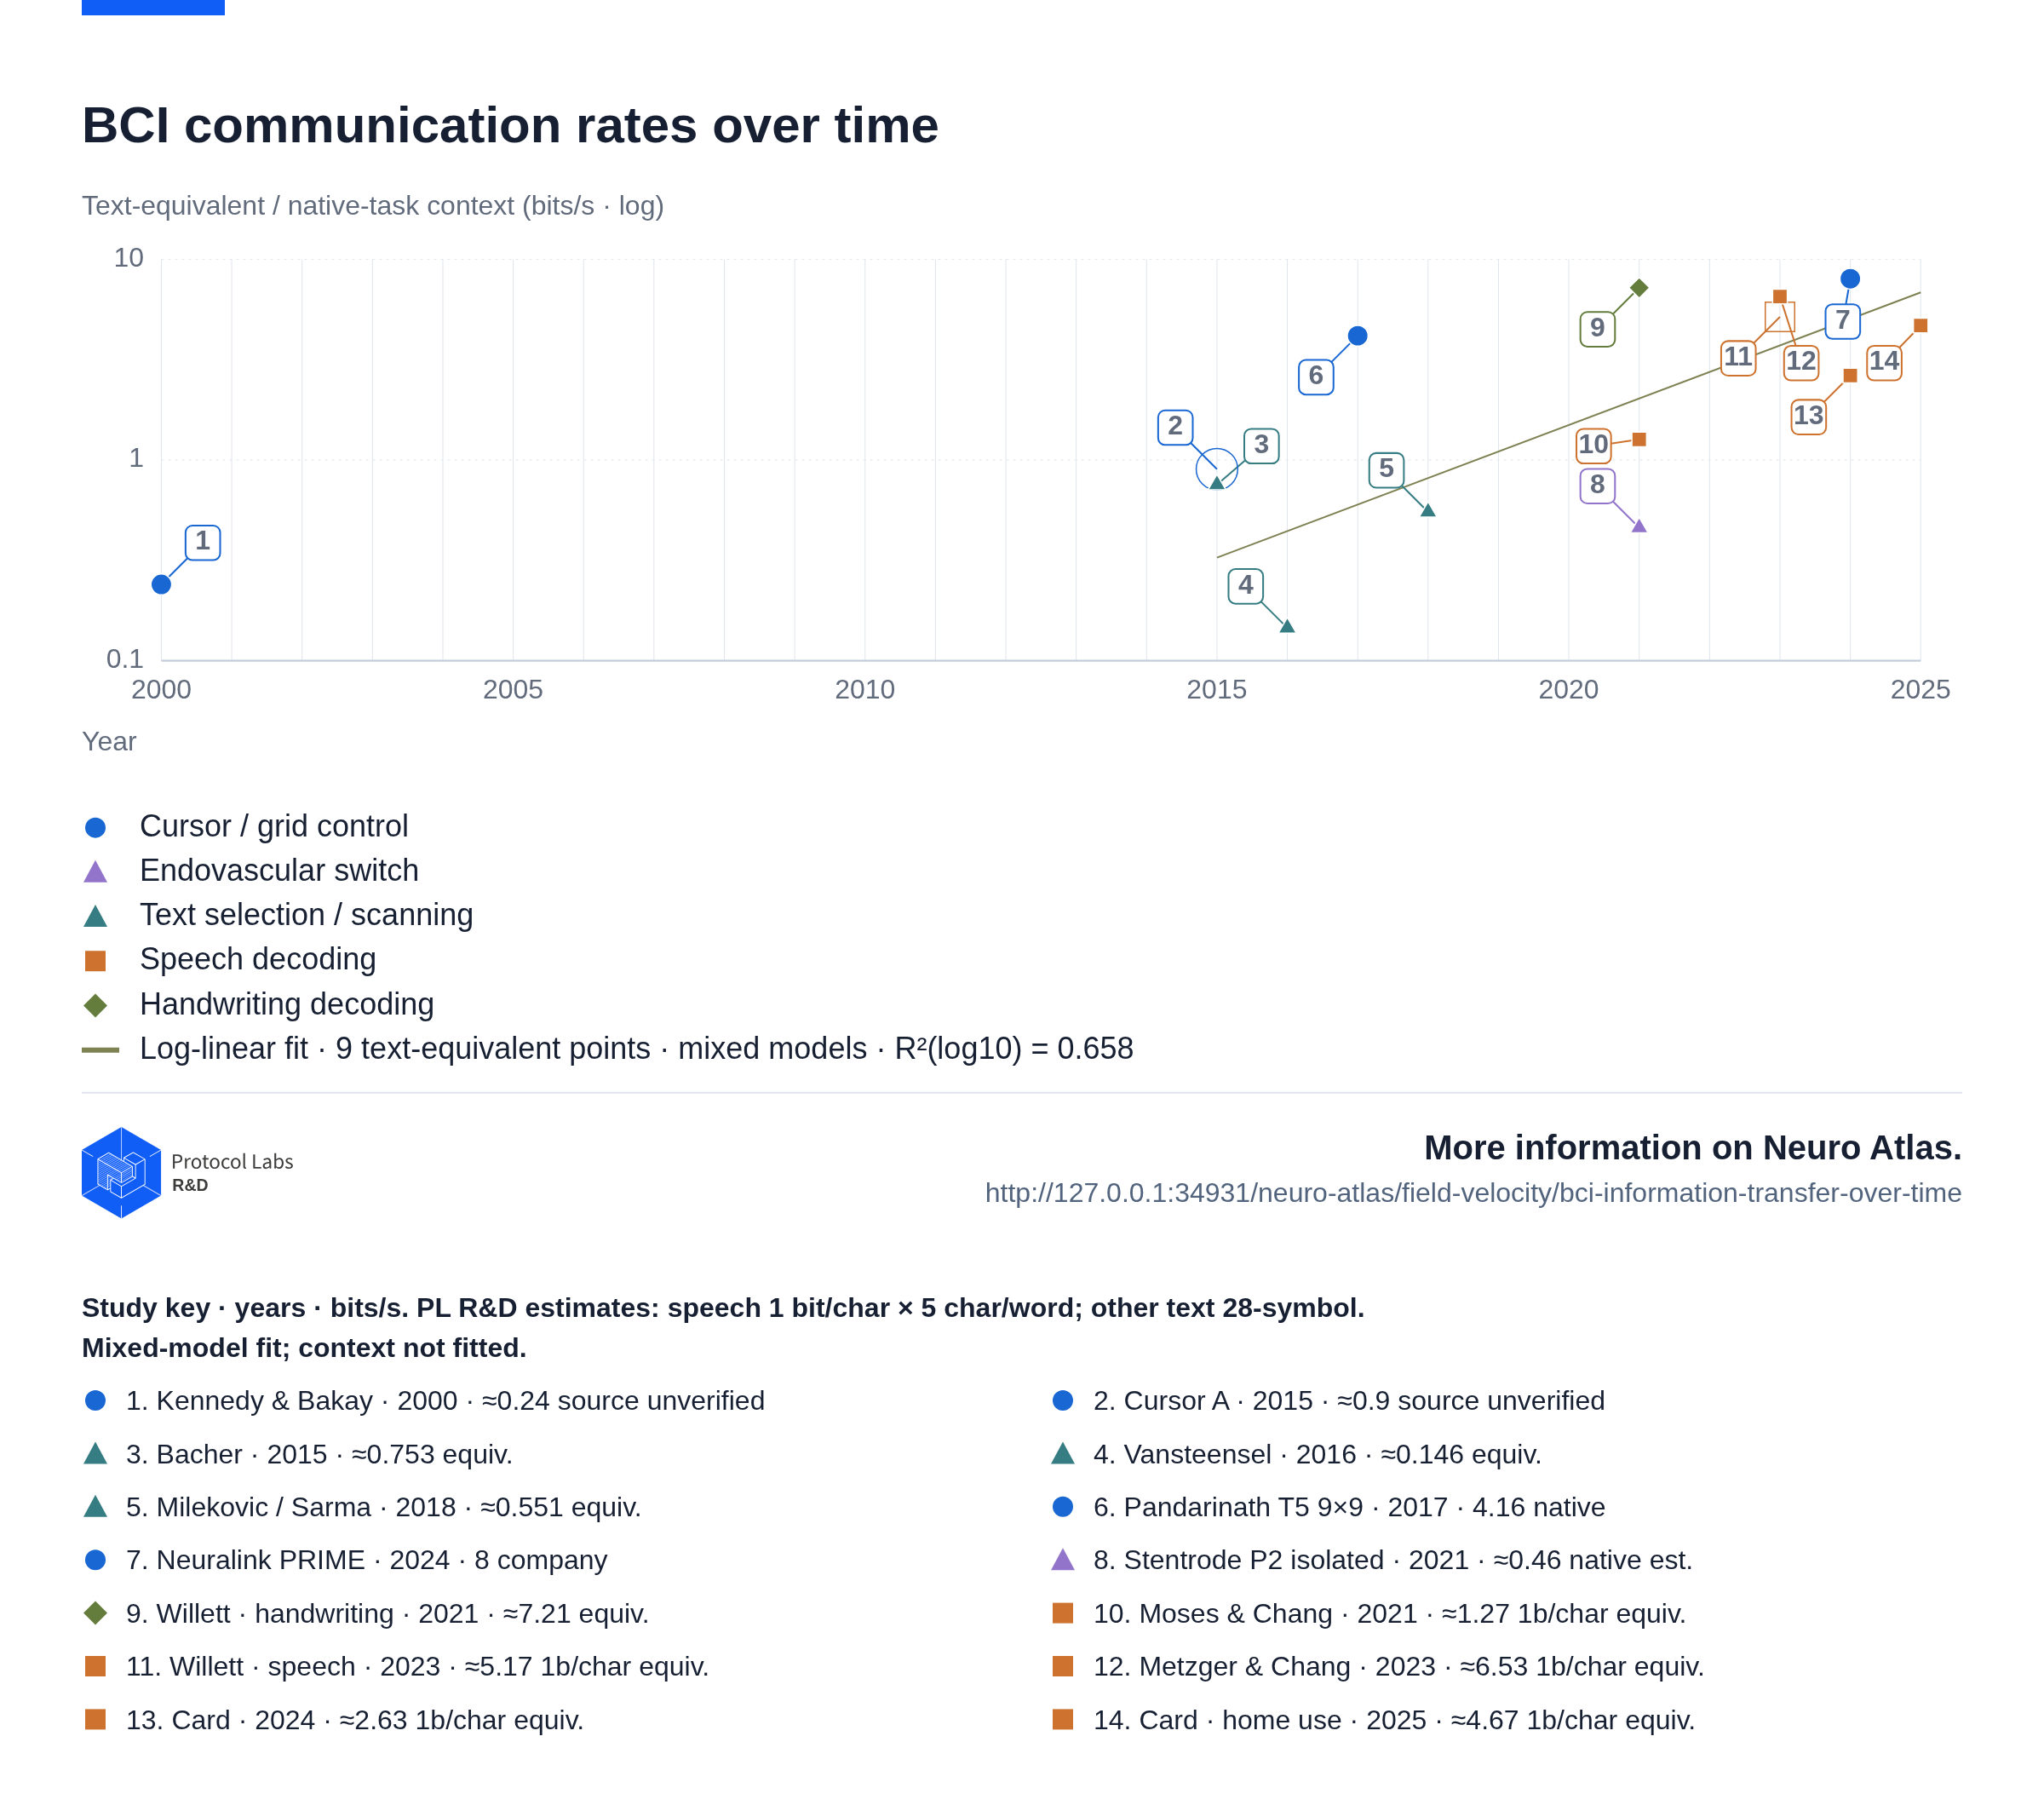 BCI communication rates over time
Text-equivalent / native-task context (bits/s · log)
10
1
0.1
1
2
3
4
5
6
7
8
9
10
11
12
13
14
2000 2005 2010 2015 2020 2025
Year
Cursor / grid control
Endovascular switch
Text selection / scanning
Speech decoding
Handwriting decoding
Log-linear fit · 9 text-equivalent points · mixed models · R²(log10) = 0.658
Protocol Labs
R&D
More information on Neuro Atlas.
http://127.0.0.1:34931/neuro-atlas/field-velocity/bci-information-transfer-over-time
Study key · years · bits/s. PL R&D estimates: speech 1 bit/char × 5 char/word; other text 28-symbol.
Mixed-model fit; context not fitted.
1. Kennedy & Bakay · 2000 · ≈0.24 source unverified
2. Cursor A · 2015 · ≈0.9 source unverified
3. Bacher · 2015 · ≈0.753 equiv.
4. Vansteensel · 2016 · ≈0.146 equiv.
5. Milekovic / Sarma · 2018 · ≈0.551 equiv.
6. Pandarinath T5 9×9 · 2017 · 4.16 native
7. Neuralink PRIME · 2024 · 8 company
8. Stentrode P2 isolated · 2021 · ≈0.46 native est.
9. Willett · handwriting · 2021 · ≈7.21 equiv.
10. Moses & Chang · 2021 · ≈1.27 1b/char equiv.
11. Willett · speech · 2023 · ≈5.17 1b/char equiv.
12. Metzger & Chang · 2023 · ≈6.53 1b/char equiv.
13. Card · 2024 · ≈2.63 1b/char equiv.
14. Card · home use · 2025 · ≈4.67 1b/char equiv.